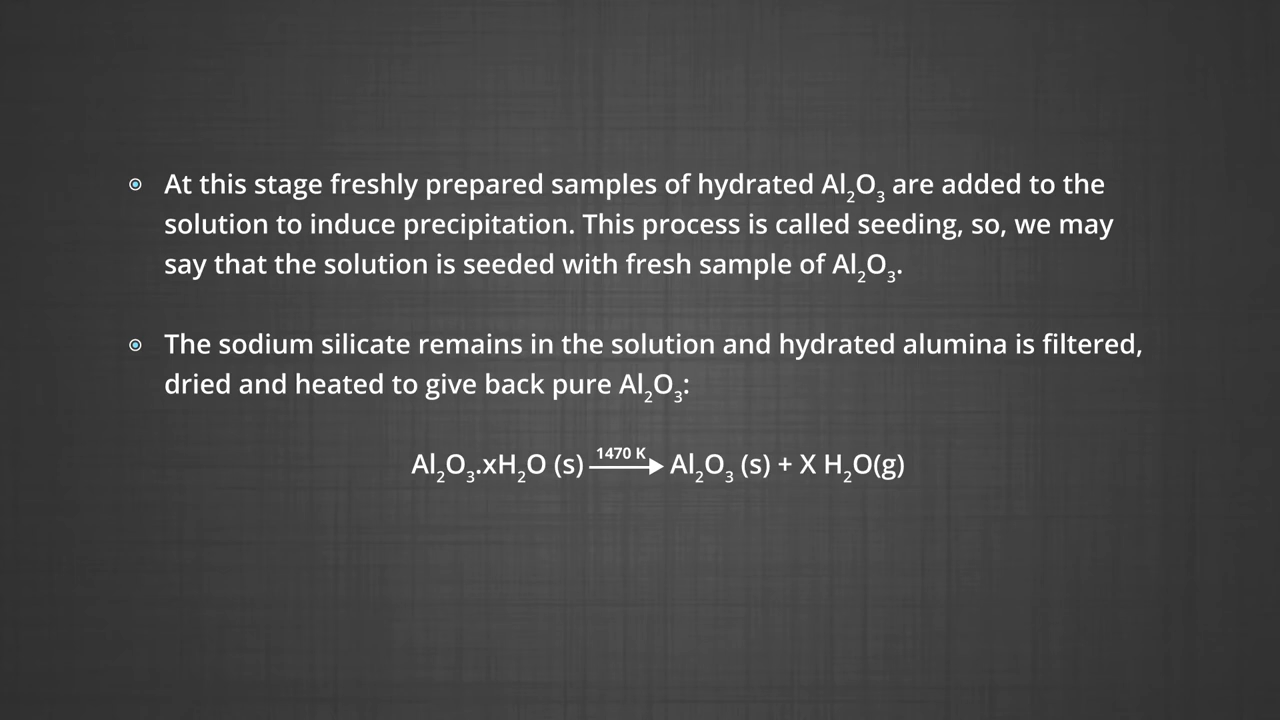 At this stage freshly prepared samples of hydrated Al₂O₃ are added to the
solution to induce precipitation. This process is called seeding, so, we may
say that the solution is seeded with fresh sample of Al₂O₃.
The sodium silicate remains in the solution and hydrated alumina is filtered,
dried and heated to give back pure Al₂O₃:
1470 K
Al₂O₃.xH₂O (s) → Al₂O₃ (s) + X H₂O(g)